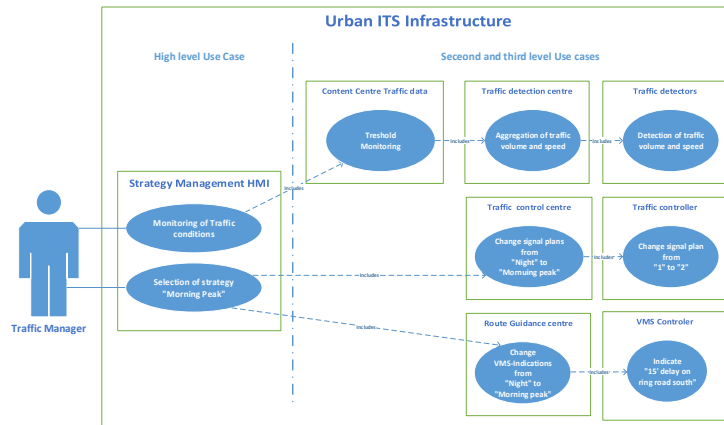 Urban ITS Infrastructure
High level Use Case
Seceond and third level Use cases
Content Centre Traffic data
Traffic detection centre
Traffic detectors
Treshold
Monitoring
includes
Aggregation of traffic
volume and speed
includes
Detection of traffic
volume and speed
Strategy Management HMI
includes
Monitoring of Traffic
conditions
Selection of strategy
"Morning Peak"
Traffic Manager
includes
includes
Traffic control centre
Traffic controller
Change signal plans
from
"Night" to
"Mornuing peak"
includes
Change signal plan
from
"1" to "2"
Route Guidance centre
VMS Controler
Change
VMS-Indications
from
"Night" to
"Morning peak"
includes
Indicate
"15' delay on
ring road south"